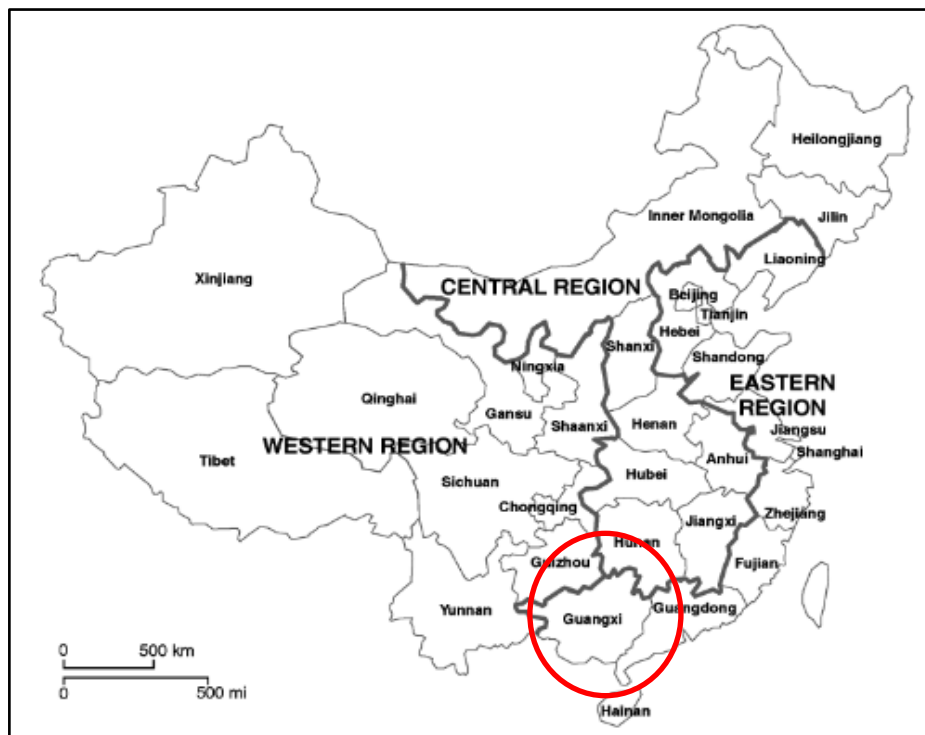 Heilongjiang
Inner Mongolia
Jilin
Liaoning
Xinjiang
CENTRAL REGION
Beijing
Tianjin
Hebei
Shanxi
Shandong
Ningxia
EASTERN
REGION
Qinghai
Gansu
Shaanxi
Henan
Jiangsu
WESTERN REGION
Shanghai
Tibet
Anhui
Hubei
Sichuan
Chongqing
Jiangxi
Zhejiang
Hunan
Guizhou
Fujian
Yunnan
Guangxi
Guangdong
0 500 km
0 500 mi
Hainan